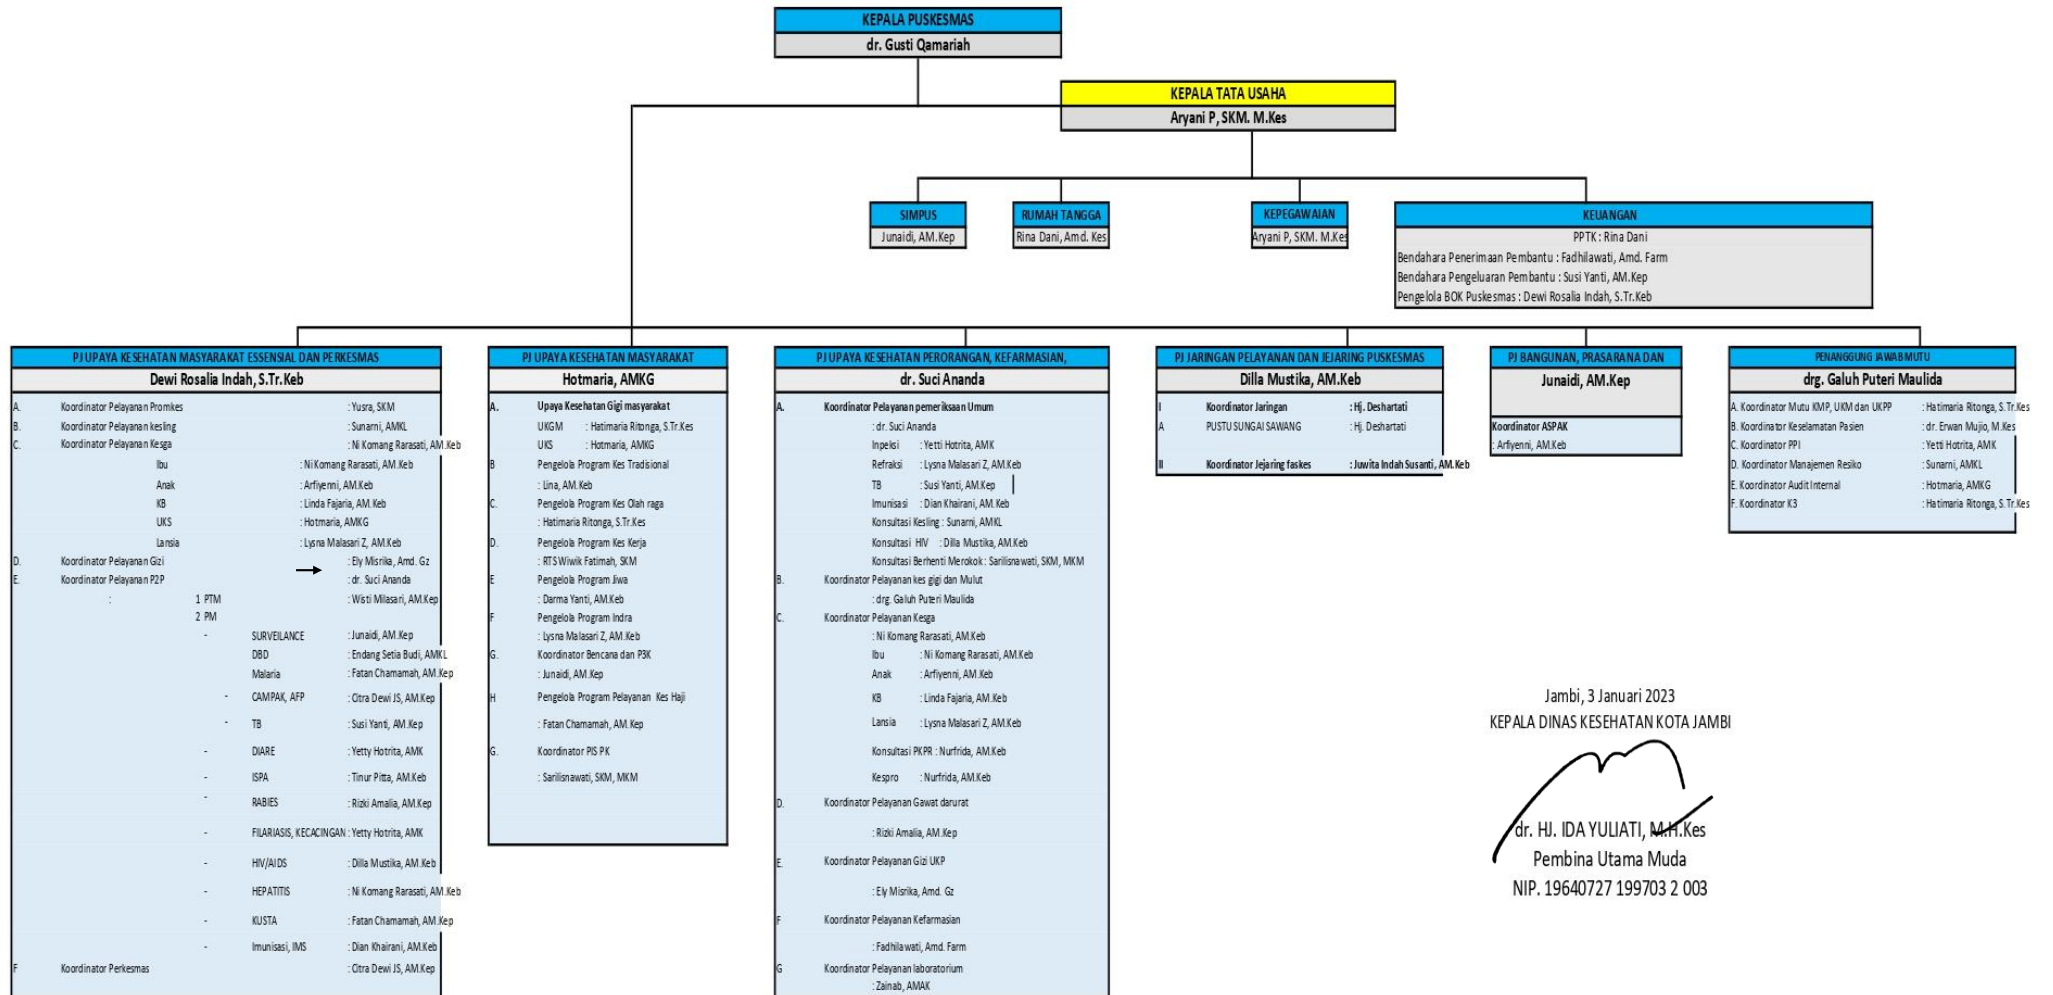 KEPALA PUSKESMAS
dr. Gusti Qamariah
KEPALA TATA USAHA
Aryani P, SKM. M.Kes
SIMPUS
Junaidi, AM.Kep
RUMAH TANGGA
Rina Dani, Amd. Kes
KEPEGAWAIAN
Aryani P, SKM. M.Kes
KEUANGAN
PPTK : Rina Dani
Bendahara Penerimaan Pembantu : Fadhilawati, Amd. Farm
Bendahara Pengeluaran Pembantu : Susi Yanti, AM.Kep
Pengelola BOK Puskesmas : Dewi Rosalia Indah, S.Tr.Keb
PJ UPAYA KESEHATAN MASYARAKAT ESSENSIAL DAN PERKESMAS
Dewi Rosalia Indah, S.Tr.Keb
A. Koordinator Pelayanan Promkes : Yusra, SKM
B. Koordinator Pelayanan kesling : Sunarni, AMKL
C. Koordinator Pelayanan Kesga : Ni Komang Rarasati, AM.Keb
Ibu : Ni Komang Rarasati, AM.Keb
Anak : Arfiyenni, AM.Keb
KB : Linda Fajaria, AM.Keb
UKS : Hotmaria, AMKG
Lansia : Lysna Malasari Z, AM.Keb
D. Koordinator Pelayanan Gizi : Ely Misrika, Amd. Gz
E. Koordinator Pelayanan P2P : dr. Suci Ananda
: 1 PTM : Wisti Milasari, AM.Kep
2 PM
- SURVEILANCE : Junaidi, AM.Kep
DBD : Endang Setia Budi, AMKL
Malaria : Fatan Chamamah, AM.Kep
- CAMPAK, AFP : Citra Dewi JS, AM.Kep
- TB : Susi Yanti, AM.Kep
- DIARE : Yetty Hotrita, AMK
- ISPA : Tinur Pitta, AM.Keb
- RABIES : Rizki Amalia, AM.Kep
- FILARIASIS, KECACINGAN : Yetty Hotrita, AMK
- HIV/AIDS : Dilla Mustika, AM.Keb
- HEPATITIS : Ni Komang Rarasati, AM.Keb
- KUSTA : Fatan Chamamah, AM.Kep
- Imunisasi, IMS : Dian Khairani, AM.Keb
F Koordinator Perkesmas : Citra Dewi JS, AM.Kep
PJ UPAYA KESEHATAN MASYARAKAT
Hotmaria, AMKG
A. Upaya Kesehatan Gigi masyarakat
UKGM : Hatimaria Ritonga, S.Tr.Kes
UKS : Hotmaria, AMKG
B Pengelola Program Kes Tradisional
: Lina, AM.Keb
C. Pengelola Program Kes Olah raga
: Hatimaria Ritonga, S.Tr.Kes
D. Pengelola Program Kes Kerja
: RTS Wiwik Fatimah, SKM
E Pengelola Program Jiwa
: Darma Yanti, AM.Keb
F Pengelola Program Indra
: Lysna Malasari Z, AM.Keb
G. Koordinator Bencana dan P3K
: Junaidi, AM.Kep
H Pengelola Program Pelayanan Kes Haji
: Fatan Chamamah, AM.Kep
G. Koordinator PIS PK
: Sarilisnawati, SKM, MKM
PJ UPAYA KESEHATAN PERORANGAN, KEFARMASIAN,
dr. Suci Ananda
A. Koordinator Pelayanan pemeriksaan Umum
: dr. Suci Ananda
Inpeksi : Yetti Hotrita, AMK
Refraksi : Lysna Malasari Z, AM.Keb
TB : Susi Yanti, AM.Kep
Imunisasi : Dian Khairani, AM.Keb
Konsultasi Kesling : Sunarni, AMKL
Konsultasi HIV : Dilla Mustika, AM.Keb
Konsultasi Berhenti Merokok : Sarilisnawati, SKM, MKM
B. Koordinator Pelayanan kes gigi dan Mulut
: drg. Galuh Puteri Maulida
C. Koordinator Pelayanan Kesga
: Ni Komang Rarasati, AM.Keb
Ibu : Ni Komang Rarasati, AM.Keb
Anak : Arfiyenni, AM.Keb
KB : Linda Fajaria, AM.Keb
Lansia : Lysna Malasari Z, AM.Keb
Konsultasi PKPR : Nurfrida, AM.Keb
Kespro : Nurfrida, AM.Keb
D. Koordinator Pelayanan Gawat darurat
: Rizki Amalia, AM.Kep
E. Koordinator Pelayanan Gizi UKP
: Ely Misrika, Amd. Gz
F Koordinator Pelayanan Kefarmasian
: Fadhilawati, Amd. Farm
G Koordinator Pelayanan laboratorium
: Zainab, AMAK
PJ JARINGAN PELAYANAN DAN JEJARING PUSKESMAS
Dilla Mustika, AM.Keb
I Koordinator Jaringan : Hj. Deshartati
A PUSTU SUNGAI SAWANG : Hj. Deshartati
II Koordinator Jejaring faskes : Juwita Indah Susanti, AM.Keb
PJ BANGUNAN, PRASARANA DAN
Junaidi, AM.Kep
Koordinator ASPAK
: Arfiyenni, AM.Keb
PENANGGUNG JAWAB MUTU
drg. Galuh Puteri Maulida
A. Koordinator Mutu KMP, UKM dan UKPP : Hatimaria Ritonga, S.Tr.Kes
B. Koordinator Keselamatan Pasien : dr. Erwan Mujio, M.Kes
C. Koordinator PPI : Yetti Hotrita, AMK
D. Koordinator Manajemen Resiko : Sunarni, AMKL
E. Koordinator Audit Internal : Hotmaria, AMKG
F. Koordinator K3 : Hatimaria Ritonga, S.Tr.Kes
Jambi, 3 Januari 2023
KEPALA DINAS KESEHATAN KOTA JAMBI
dr. HJ. IDA YULIATI, M.H.Kes
Pembina Utama Muda
NIP. 19640727 199703 2 003